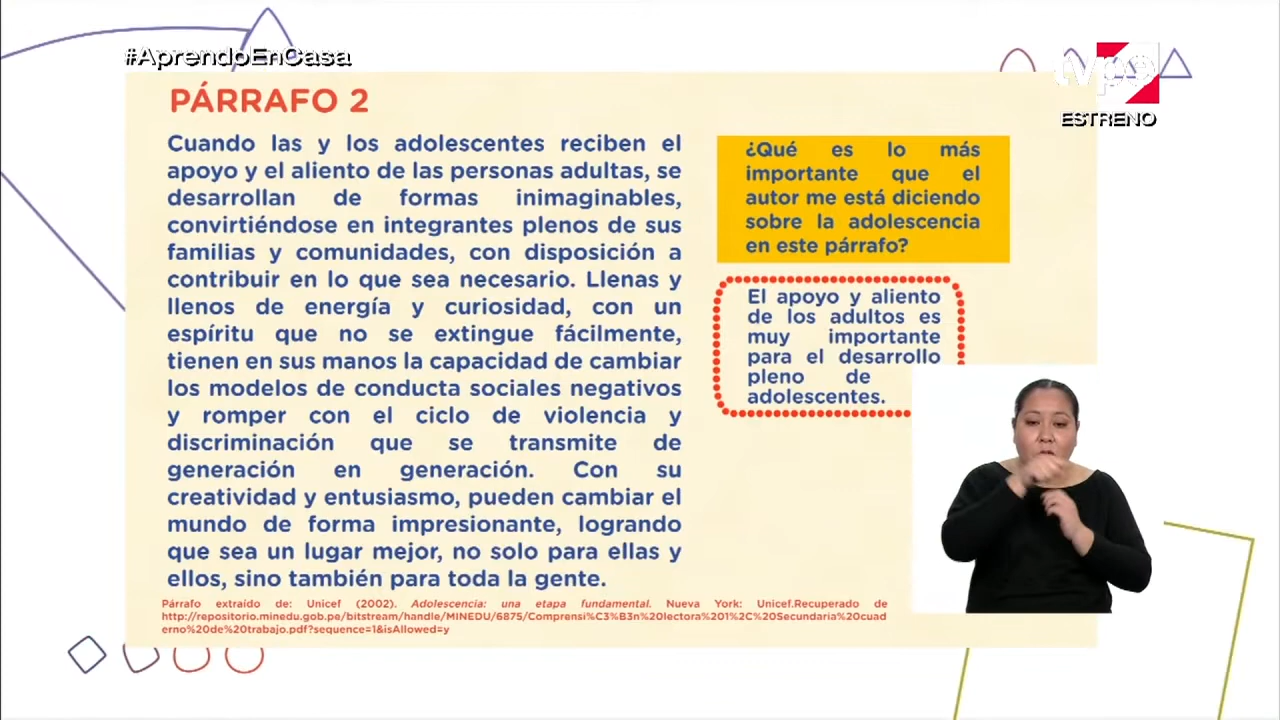 #AprendoEnCasa
tvperú
ESTRENO
PÁRRAFO 2
Cuando las y los adolescentes reciben el
apoyo y el aliento de las personas adultas, se
desarrollan de formas inimaginables,
convirtiéndose en integrantes plenos de sus
familias y comunidades, con disposición a
contribuir en lo que sea necesario. Llenas y
llenos de energía y curiosidad, con un
espíritu que no se extingue fácilmente,
tienen en sus manos la capacidad de cambiar
los modelos de conducta sociales negativos
y romper con el ciclo de violencia y
discriminación que se transmite de
generación en generación. Con su
creatividad y entusiasmo, pueden cambiar el
mundo de forma impresionante, logrando
que sea un lugar mejor, no solo para ellas y
ellos, sino también para toda la gente.
¿Qué es lo más
importante que el
autor me está diciendo
sobre la adolescencia
en este párrafo?
El apoyo y aliento
de los adultos es
muy importante
para el desarrollo
pleno de
adolescentes.
Párrafo extraído de: Unicef (2002). Adolescencia: una etapa fundamental. Nueva York: Unicef.Recuperado de
http://repositorio.minedu.gob.pe/bitstream/handle/MINEDU/6875/Comprensi%C3%B3n%20lectora%201%2C%20Secundaria%20cuad
erno%20de%20trabajo.pdf?sequence=1&isAllowed=y